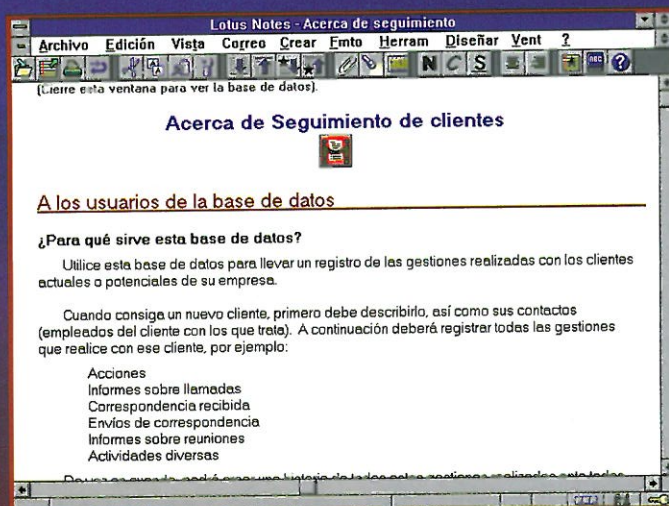 Lotus Notes - Acerca de seguimiento
Archivo Edición Vista Correo Crear Fmto Herram Diseñar Vent ?
N C S ABC ?
(Cierre esta ventana para ver la base de datos).
Acerca de Seguimiento de clientes
A los usuarios de la base de datos
¿Para qué sirve esta base de datos?
Utilice esta base de datos para llevar un registro de las gestiones realizadas con los clientes
actuales o potenciales de su empresa.
Cuando consiga un nuevo cliente, primero debe describirlo, así como sus contactos
(empleados del cliente con los que trata). A continuación deberá registrar todas las gestiones
que realice con ese cliente, por ejemplo:
Acciones
Informes sobre llamadas
Correspondencia recibida
Envíos de correspondencia
Informes sobre reuniones
Actividades diversas